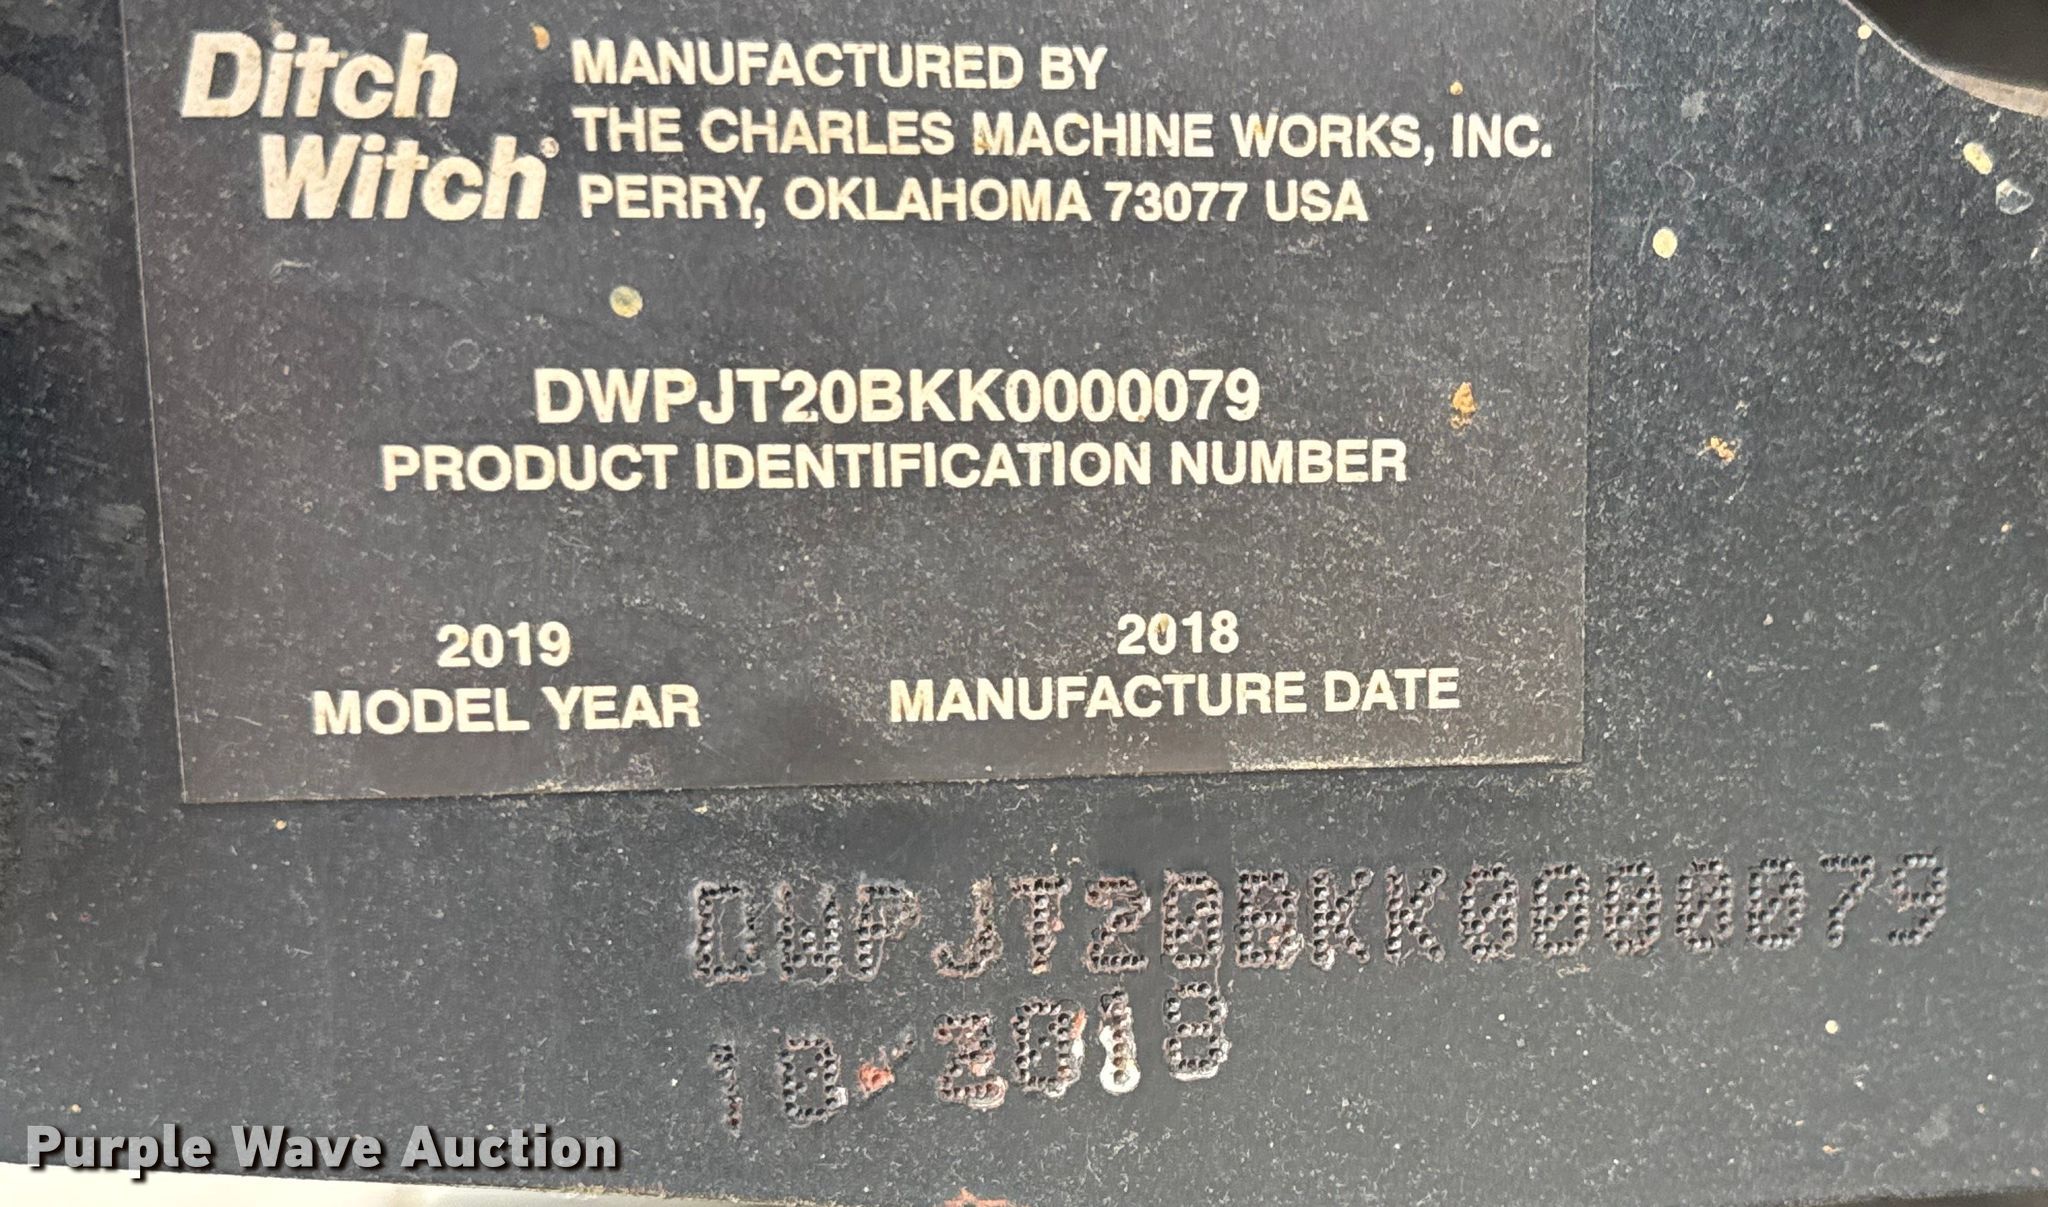 Ditch
Witch®
MANUFACTURED BY
THE CHARLES MACHINE WORKS, INC.
PERRY, OKLAHOMA 73077 USA
DWPJT20BKK0000079
PRODUCT IDENTIFICATION NUMBER
2019
MODEL YEAR
2018
MANUFACTURE DATE
DWPJT20BKK0000079
10/2018
Purple Wave Auction